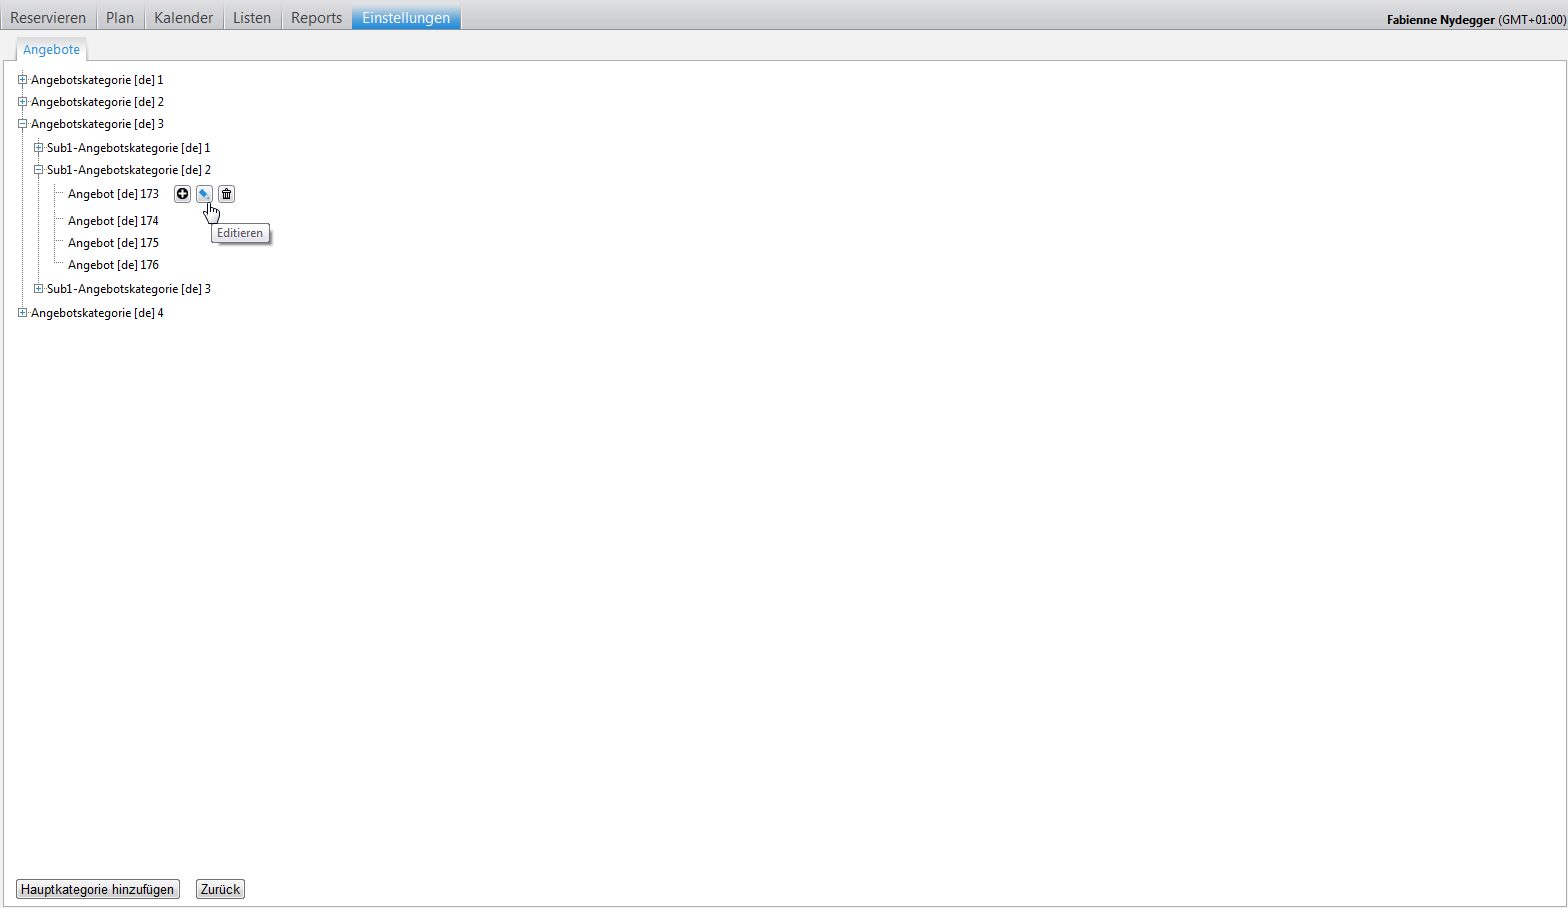 Reservieren Plan Kalender Listen Reports Einstellungen Fabienne Nydegger (GMT+01:00)
Angebote
Angebotskategorie [de] 1
Angebotskategorie [de] 2
Angebotskategorie [de] 3
Sub1-Angebotskategorie [de] 1
Sub1-Angebotskategorie [de] 2
Angebot [de] 173
Angebot [de] 174
Editieren
Angebot [de] 175
Angebot [de] 176
Sub1-Angebotskategorie [de] 3
Angebotskategorie [de] 4
Hauptkategorie hinzufügen Zurück